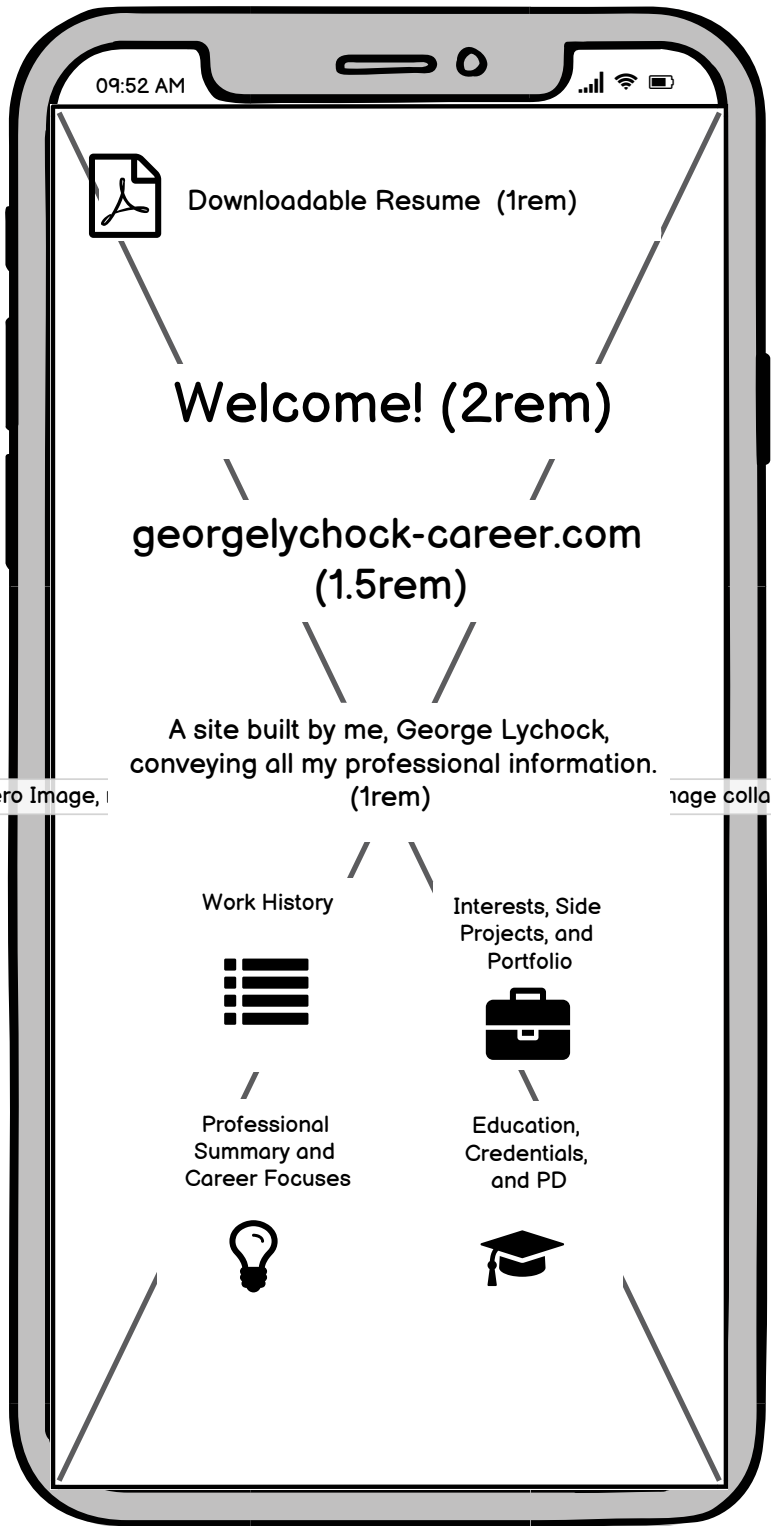 09:52 AM
Downloadable Resume (1rem)
Welcome! (2rem)
georgelychock-career.com
(1.5rem)
A site built by me, George Lychock,
conveying all my professional information.
(1rem)
Image,
colla
Work History
Interests, Side
Projects, and
Portfolio
Professional
Summary and
Career Focuses
Education,
Credentials,
and PD